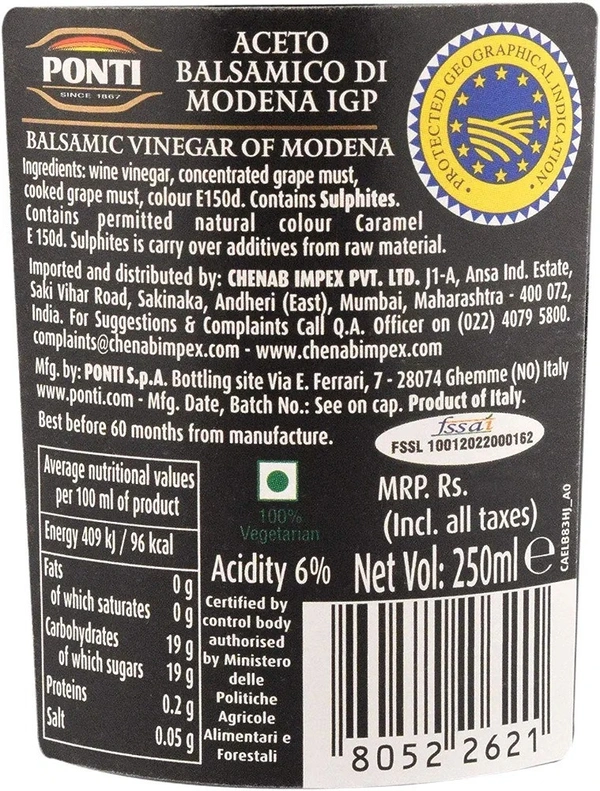 PONTI
SINCE 1867
ACETO
BALSAMICO DI
MODENA IGP
PROTECTED GEOGRAPHICAL INDICATION
BALSAMIC VINEGAR OF MODENA
Ingredients: wine vinegar, concentrated grape must,
cooked grape must, colour E150d. Contains Sulphites.
Contains permitted natural colour Caramel
E 150d. Sulphites is carry over additives from raw material.
Imported and distributed by: CHENAB IMPEX PVT. LTD. J1-A, Ansa Ind. Estate,
Saki Vihar Road, Sakinaka, Andheri (East), Mumbai, Maharashtra - 400 072,
India. For Suggestions & Complaints Call Q.A. Officer on (022) 4079 5800.
complaints@chenabimpex.com - www.chenabimpex.com
Mfg. by: PONTI S.p.A. Bottling site Via E. Ferrari, 7 - 28074 Ghemme (NO) Italy
www.ponti.com - Mfg. Date, Batch No.: See on cap. Product of Italy.
Best before 60 months from manufacture.
fssai
FSSL 10012022000162
Average nutritional values
per 100 ml of product
Energy 409 kj / 96 kcal
Fats 0 g
of which saturates 0 g
Carbohydrates 19 g
of which sugars 19 g
Proteins 0.2 g
Salt 0.05 g
100%
Vegetarian
MRP. Rs.
(Incl. all taxes)
Acidity 6%
Net Vol: 250ml e
CAELB83HJ_A0
Certified by
control body
authorised
by Ministero
delle
Politiche
Agricole
Alimentari e
Forestali
8052 2621